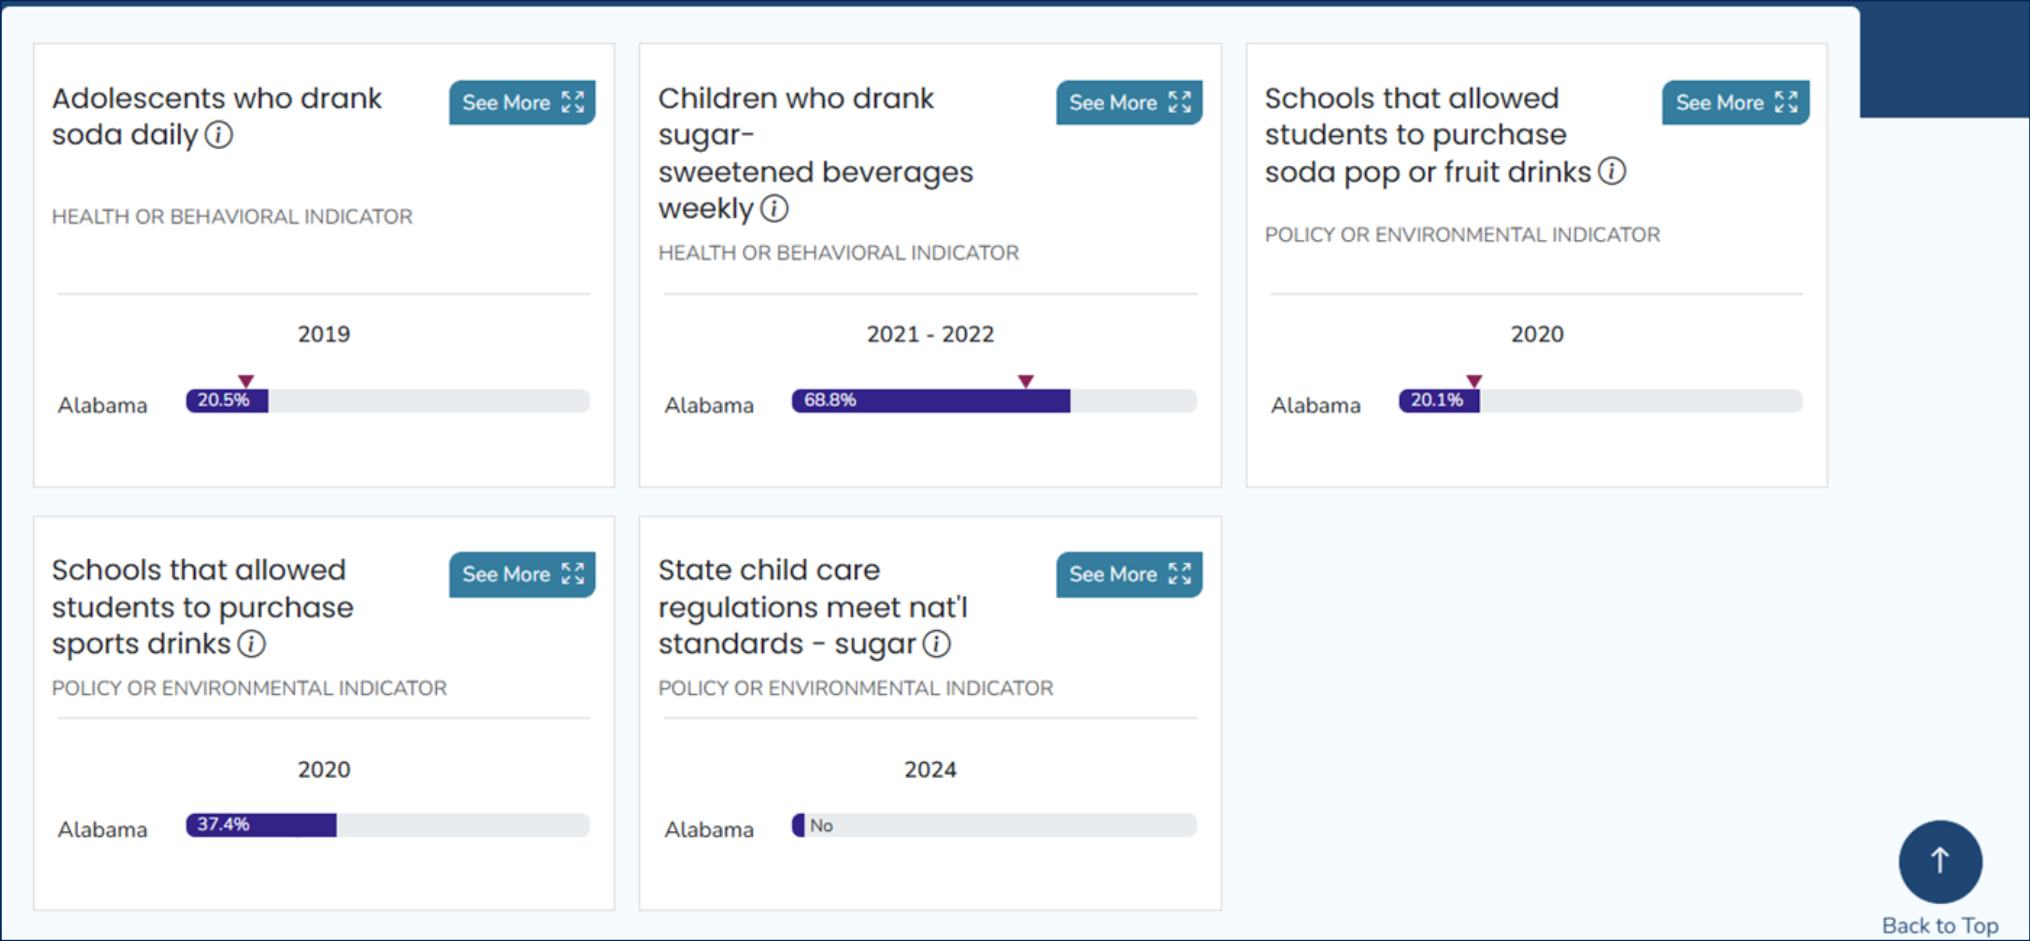 Adolescents who drank
soda daily
See More
HEALTH OR BEHAVIORAL INDICATOR
2019
Alabama
20.5%
Children who drank
sugar-
sweetened beverages
weekly
See More
HEALTH OR BEHAVIORAL INDICATOR
2021 - 2022
Alabama
68.8%
Schools that allowed
students to purchase
soda pop or fruit drinks
See More
POLICY OR ENVIRONMENTAL INDICATOR
2020
Alabama
20.1%
Schools that allowed
students to purchase
sports drinks
See More
POLICY OR ENVIRONMENTAL INDICATOR
2020
Alabama
37.4%
State child care
regulations meet nat'l
standards - sugar
See More
POLICY OR ENVIRONMENTAL INDICATOR
2024
Alabama
No
Back to Top